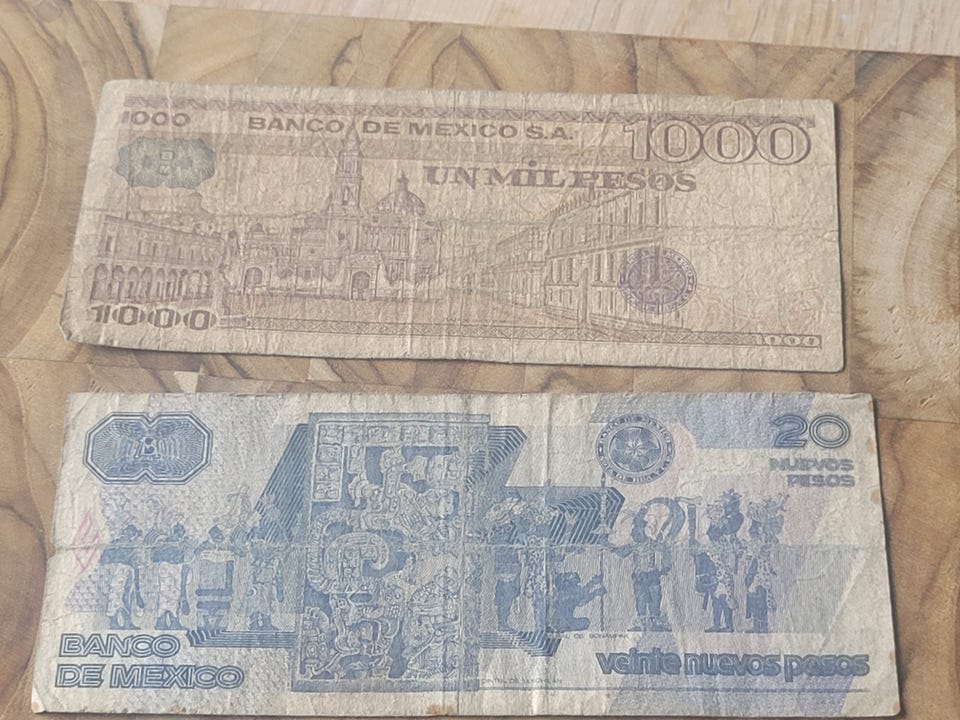 1000
BANCO DE MEXICO S.A.
1000
UN MIL PESOS
1000
1000
20
NUEVOS
PESOS
BANCO
DE MEXICO
veinte nuevos pesos